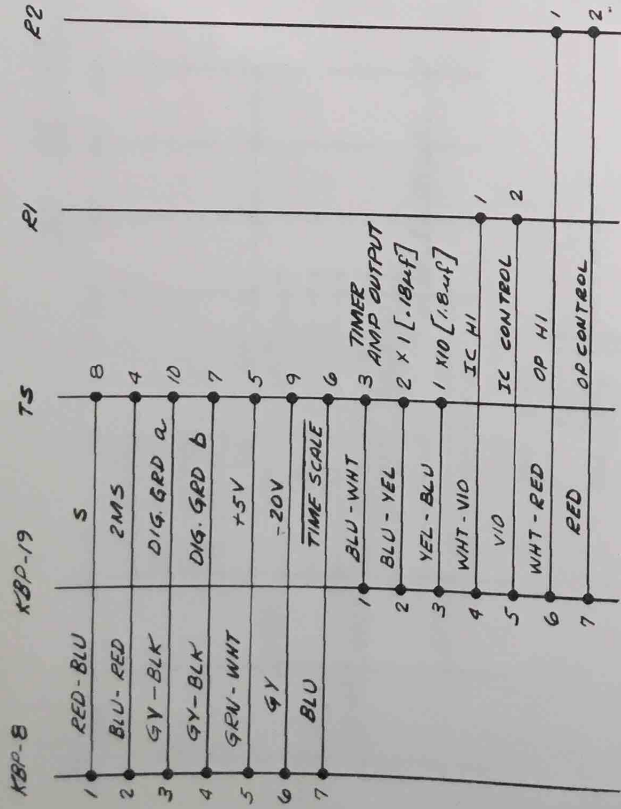 KBP-8 KBP-19 TS R1 R2
1 RED-BLU S 8
2 BLU-RED 2MS 4
3 GY-BLK DIG. GRD a 10
4 GY-BLK DIG. GRD b 7
5 GRN-WHT +5V 5
6 GY -20V 9
7 BLU TIME SCALE 6
1 BLU-WHT 3 TIMER
AMP OUTPUT
2 BLU-YEL 2 X1 [.18µf]
3 YEL-BLU 1 X10 [1.8µf]
4 WHT-VIO IC HI 1
5 VIO IC CONTROL 2
6 WHT-RED OP HI 1
7 RED OP CONTROL 2